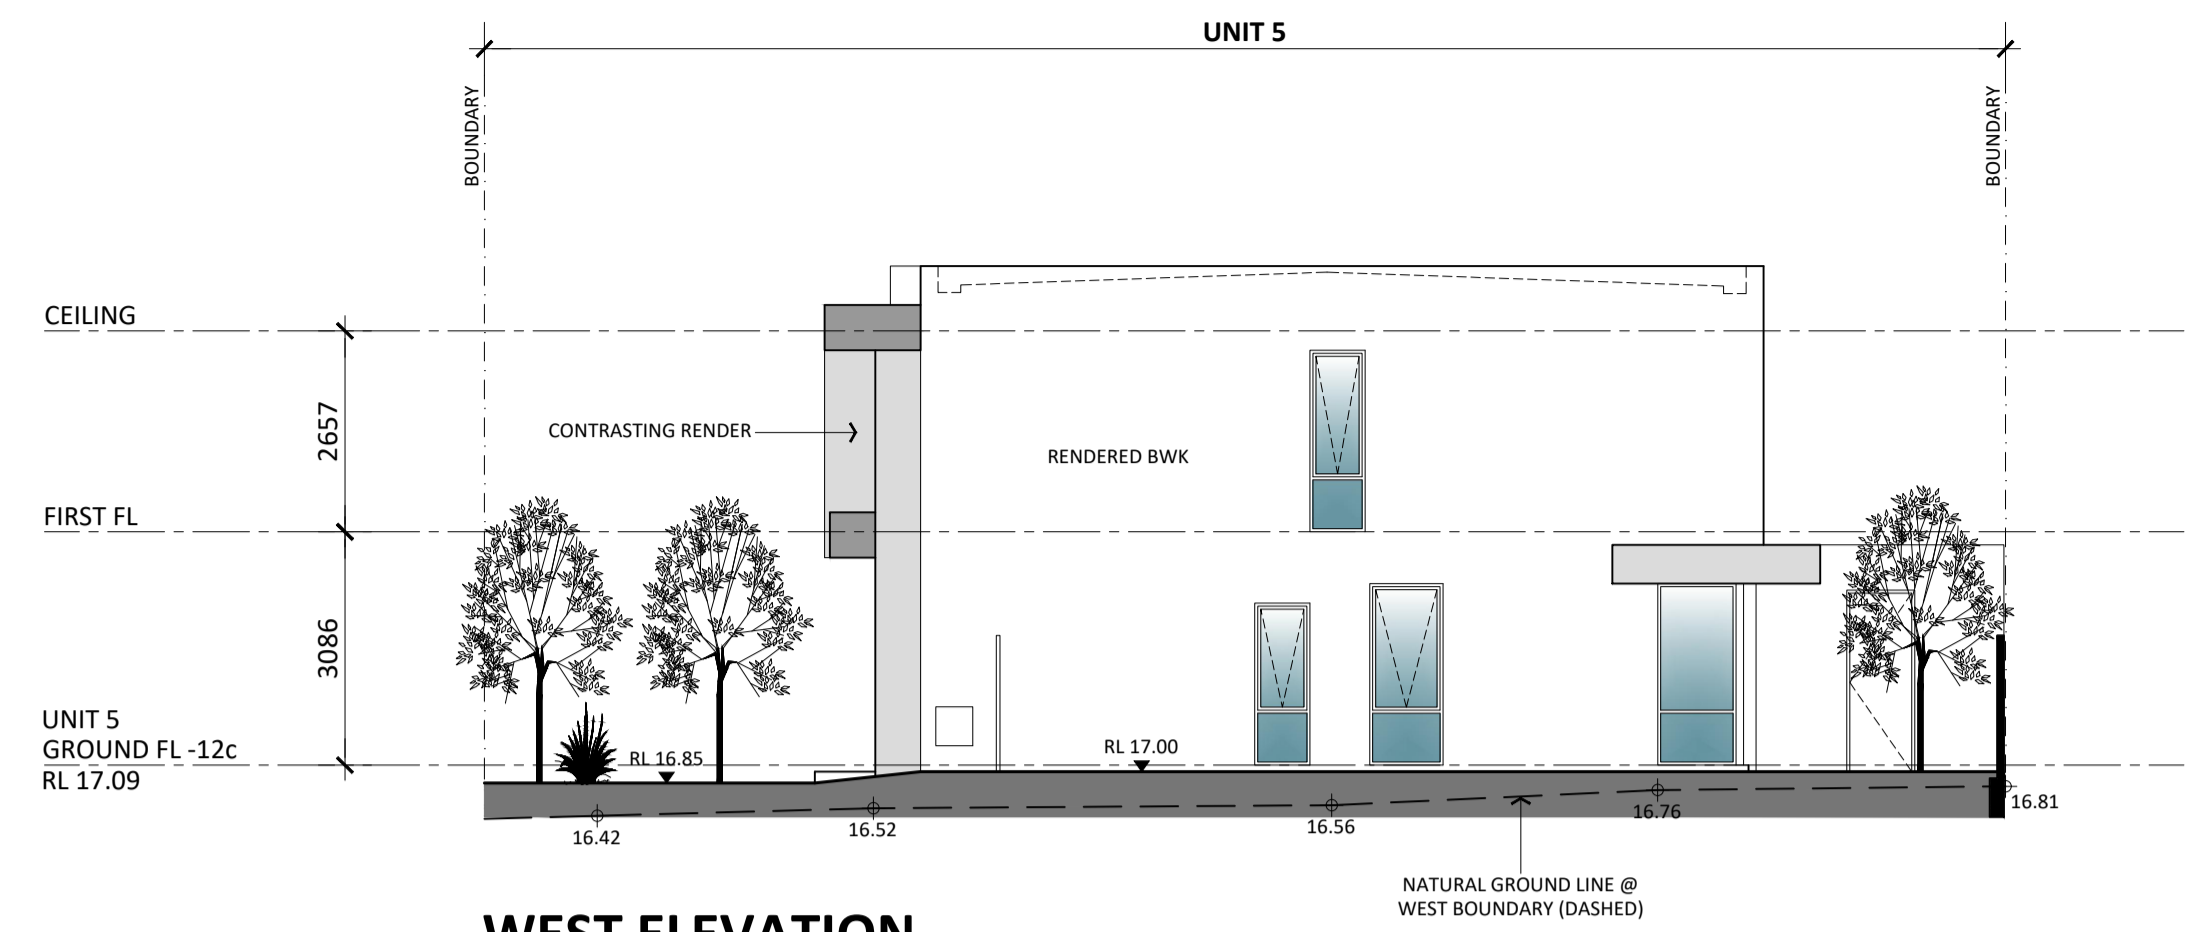 UNIT 5
BOUNDARY
BOUNDARY
CEILING
2657
CONTRASTING RENDER
RENDERED BWK
FIRST FL
3086
UNIT 5
GROUND FL -12c
RL 17.09
RL 16.85
RL 17.00
16.42
16.52
16.56
16.76
16.81
NATURAL GROUND LINE @
WEST BOUNDARY (DASHED)
WEST ELEVATION